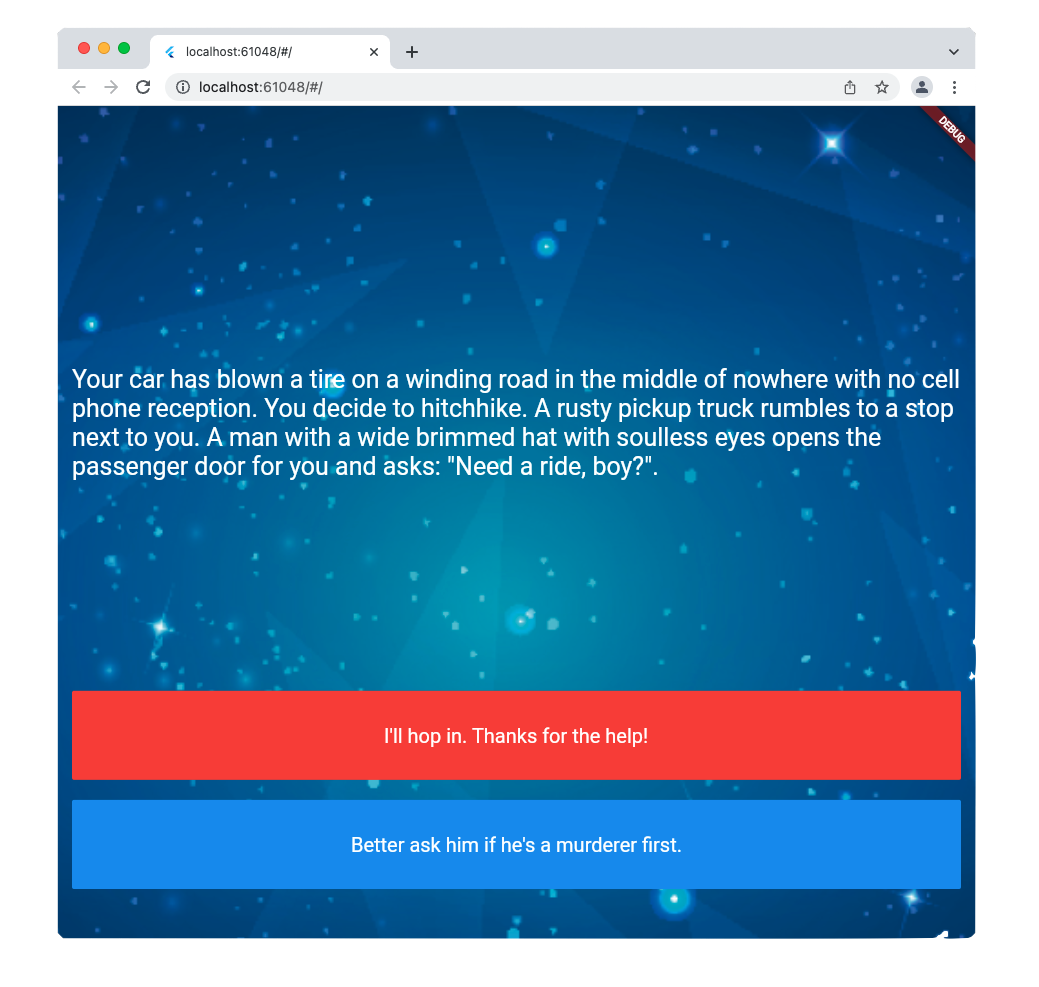 localhost:61048/#/
localhost:61048/#/
DEBUG
Your car has blown a tire on a winding road in the middle of nowhere with no cell
phone reception. You decide to hitchhike. A rusty pickup truck rumbles to a stop
next to you. A man with a wide brimmed hat with soulless eyes opens the
passenger door for you and asks: "Need a ride, boy?".
I'll hop in. Thanks for the help!
Better ask him if he's a murderer first.